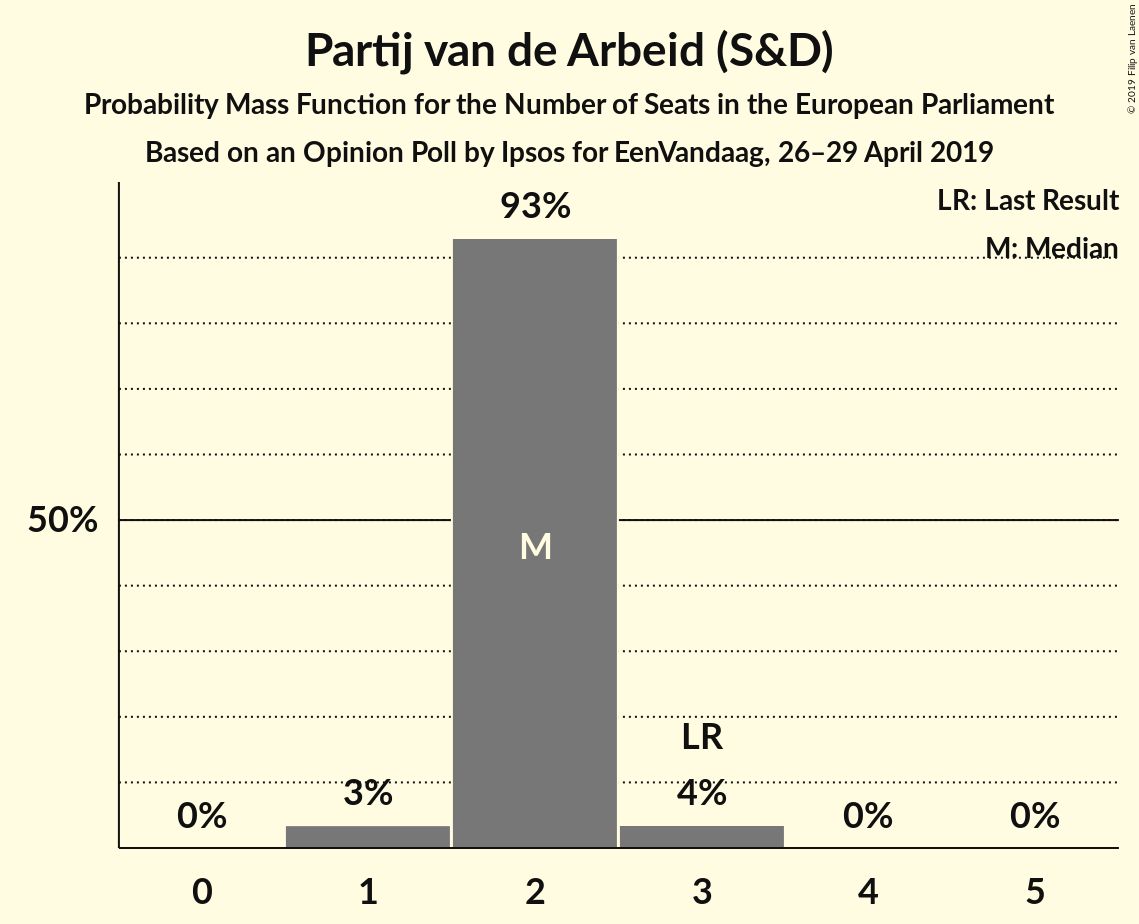 Partij van de Arbeid (S&D)
Probability Mass Function for the Number of Seats in the European Parliament
Based on an Opinion Poll by Ipsos for EenVandaag, 26–29 April 2019
© 2019 Filip van Laenen
LR: Last Result
M: Median
93%
50%
M
LR
0%
3%
4%
0%
0%
0 1 2 3 4 5